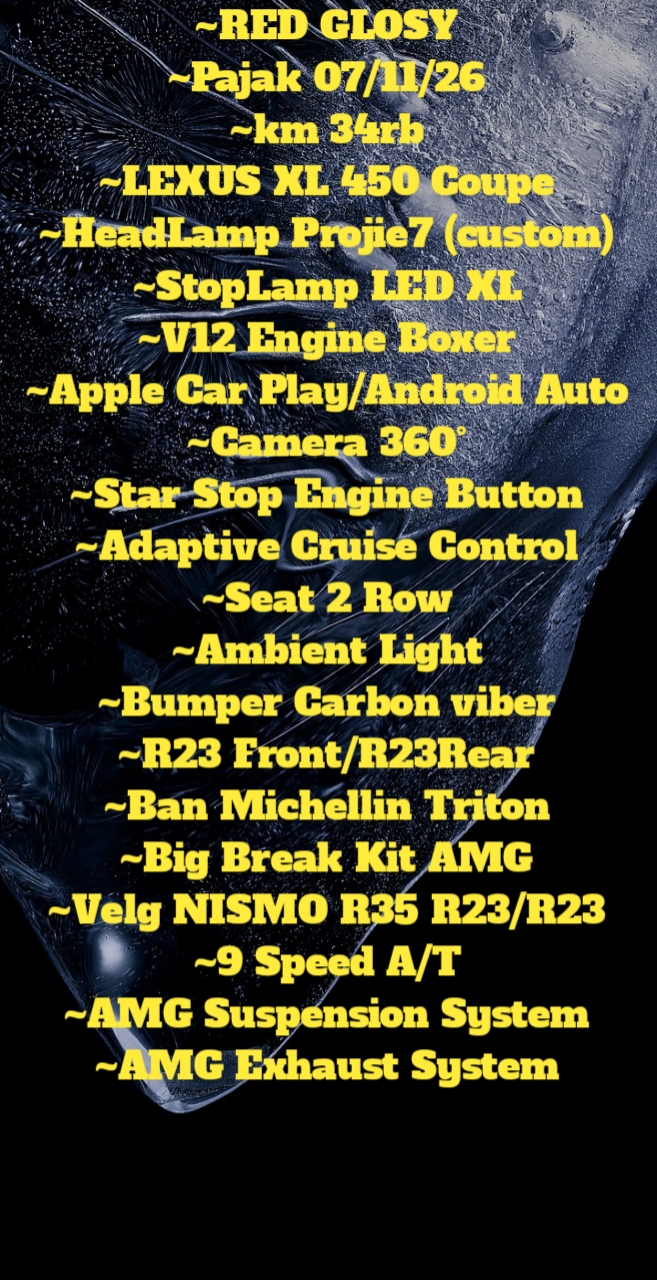 ~RED GLOSY
~Pajak 07/11/26
~km 34rb
~LEXUS XL 450 Coupe
~HeadLamp Projie7 (custom)
~StopLamp LED XL
~V12 Engine Boxer
~Apple Car Play/Android Auto
~Camera 360°
~Star Stop Engine Button
~Adaptive Cruise Control
~Seat 2 Row
~Ambient Light
~Bumper Carbon viber
~R23 Front/R23Rear
~Ban Michellin Triton
~Big Break Kit AMG
~Velg NISMO R35 R23/R23
~9 Speed A/T
~AMG Suspension System
~AMG Exhaust System